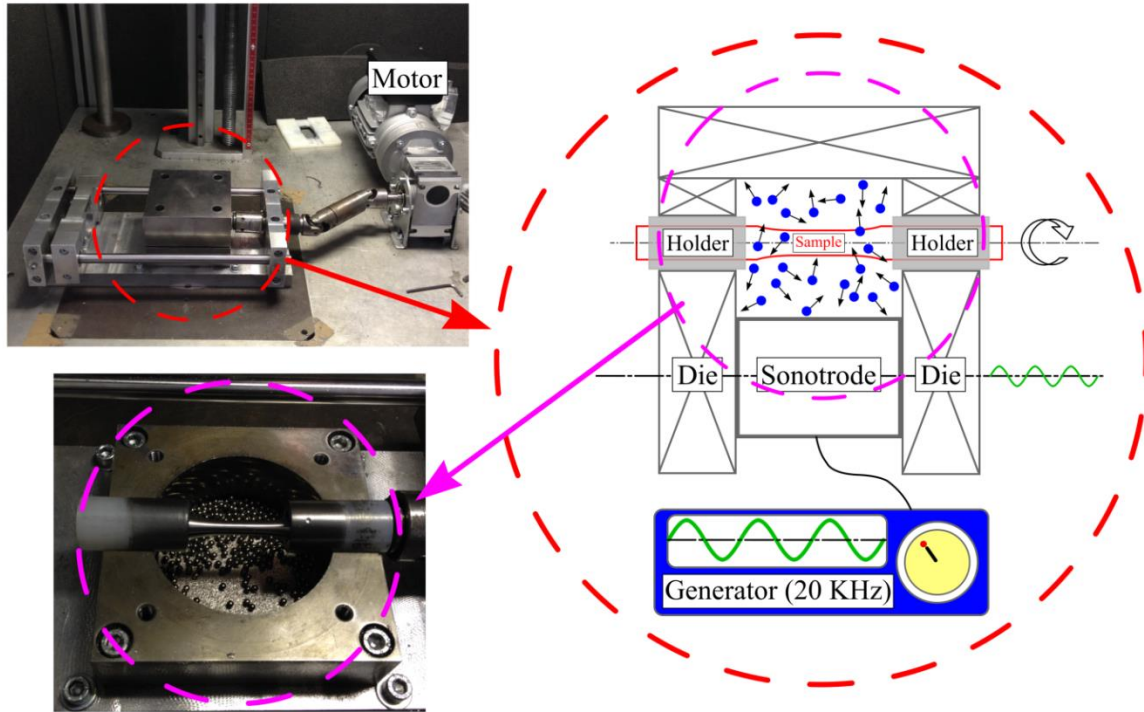 Motor
Holder
Sample
Holder
Die
Sonotrode
Die
Generator (20 KHz)